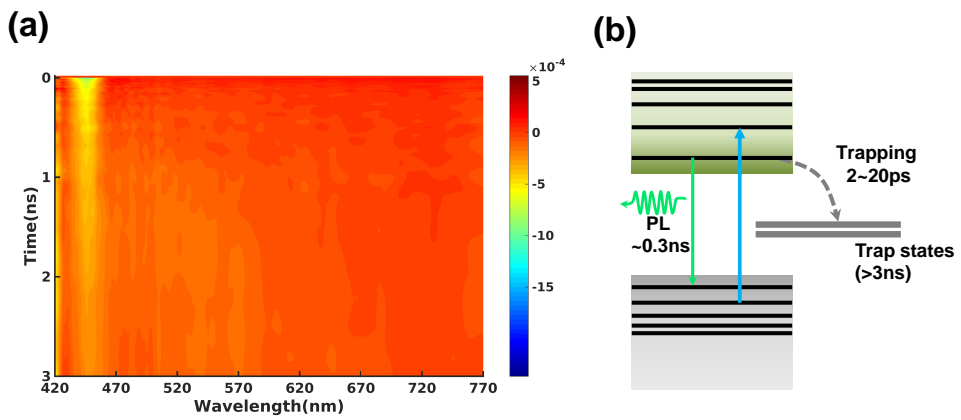 (a)
(b)
0
1
2
3
Time(ns)
420
470
520
570
620
670
720
770
Wavelength(nm)
×10⁻⁴
5
0
-5
-10
-15
Trapping
2~20ps
PL
~0.3ns
Trap states
(>3ns)